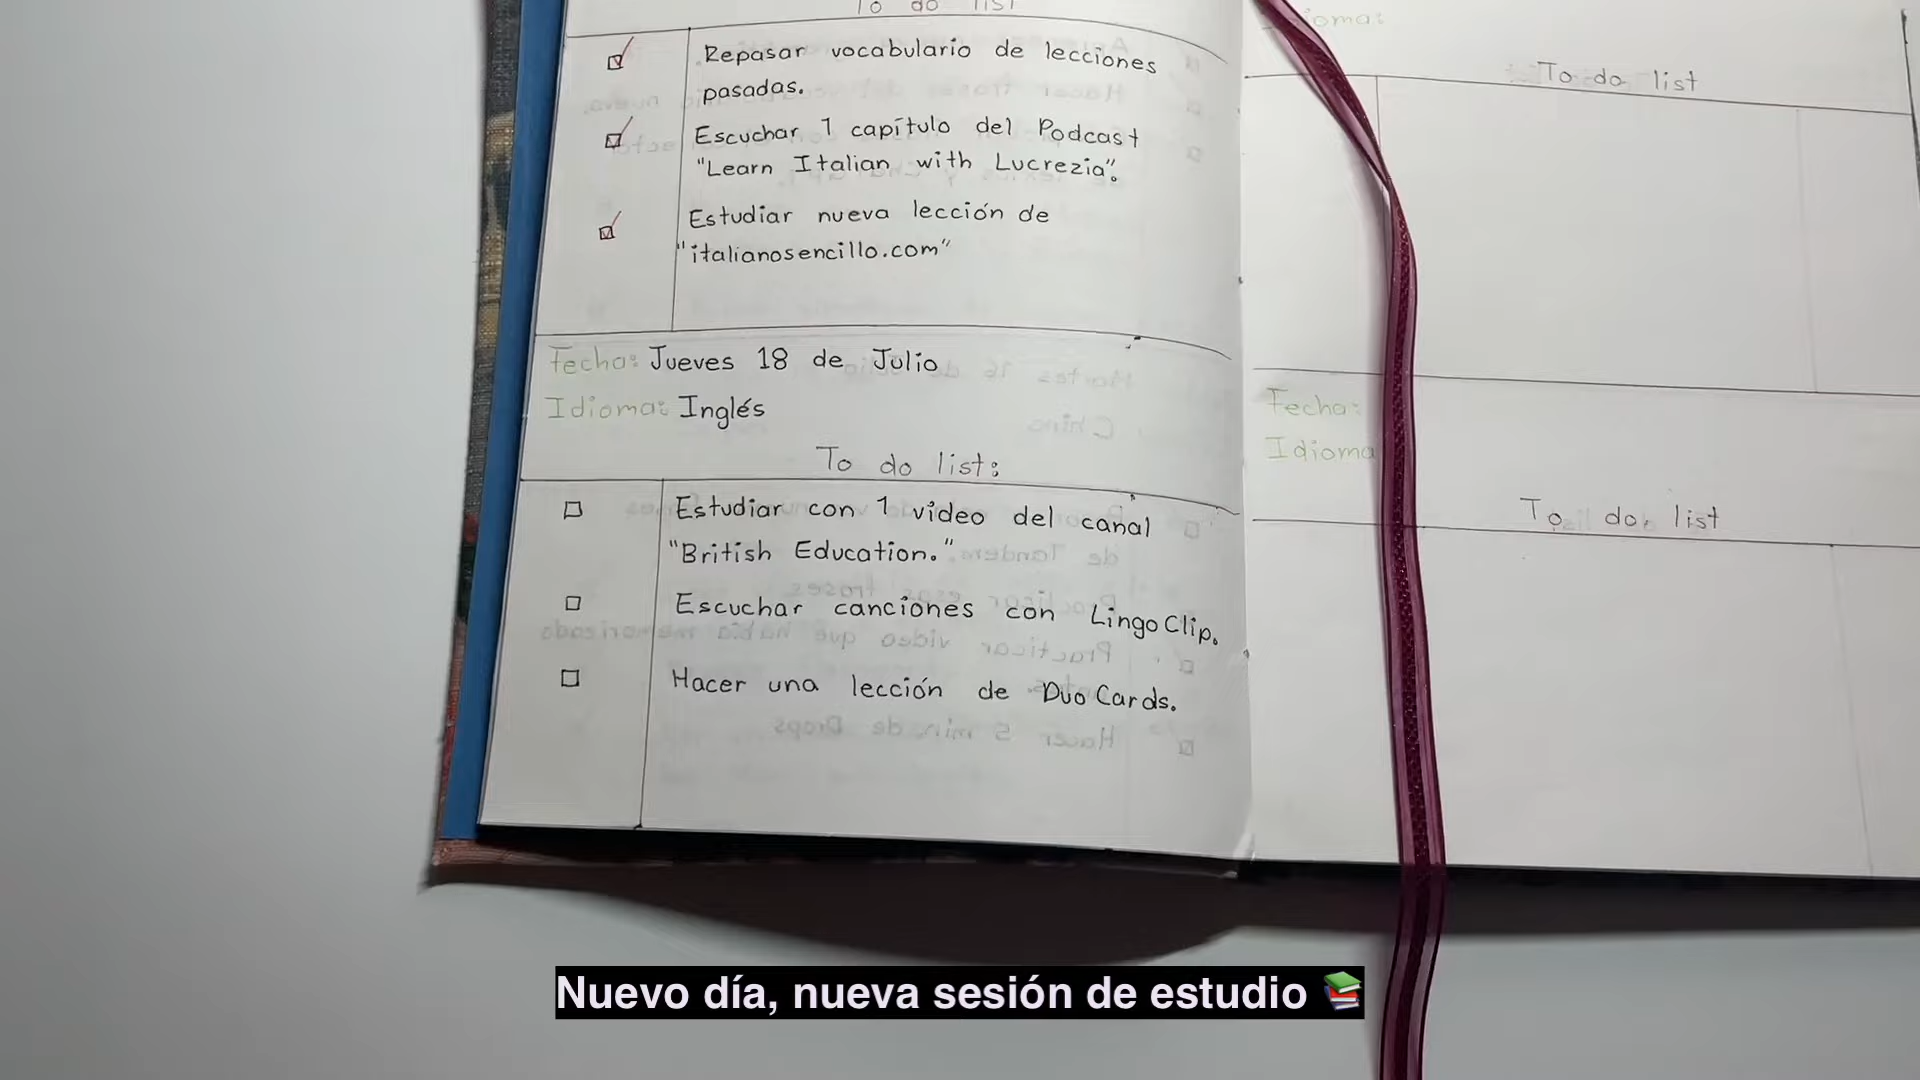 To do list
Repasar vocabulario de lecciones
pasadas.
Escuchar 1 capítulo del Podcast
"Learn Italian with Lucrezia".
Estudiar nueva lección de
"italianosencillo.com"
Fecha: Jueves 18 de Julio
Idioma: Inglés
To do list:
Estudiar con 1 video del canal
"British Education."
Escuchar canciones con LingoClip.
Hacer una lección de DuoCards.
Idioma:
To do list
Fecha:
Idioma
To do list
Nuevo día, nueva sesión de estudio 📚